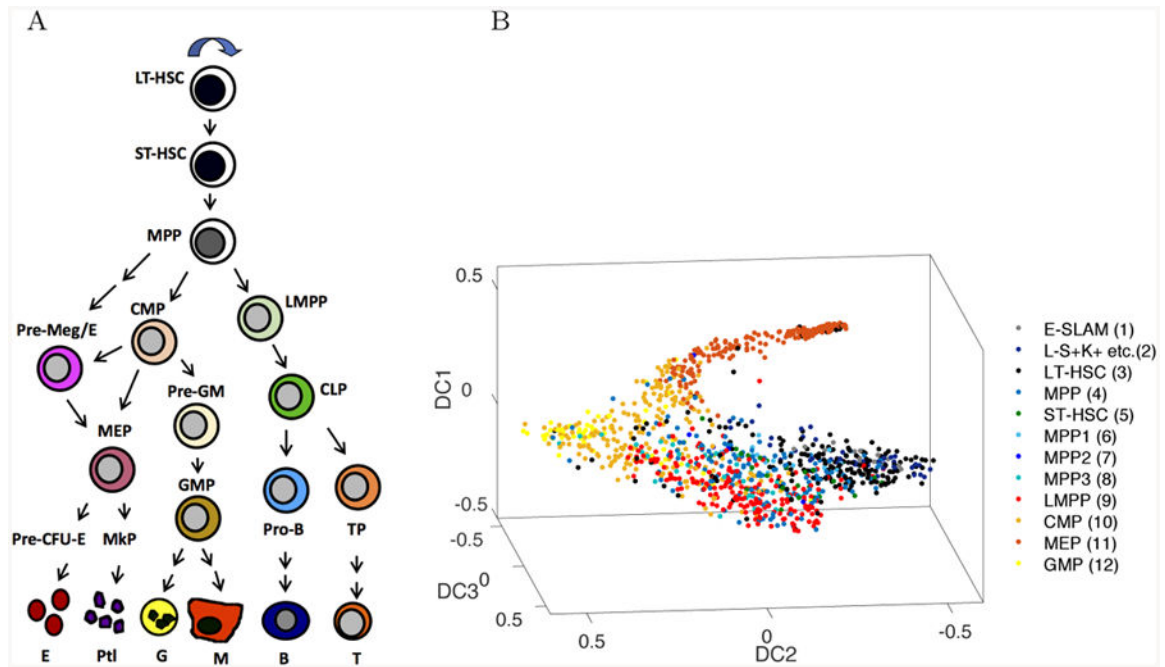 A
B
LT-HSC
ST-HSC
MPP
CMP
LMPP
Pre-Meg/E
Pre-GM
CLP
MEP
GMP
Pro-B
TP
Pre-CFU-E
MkP
E
Ptl
G
M
B
T
0.5
0
-0.5
DC1
-0.5
0
0.5
DC3
0.5
0
-0.5
DC2
E-SLAM (1)
L-S+K+ etc.(2)
LT-HSC (3)
MPP (4)
ST-HSC (5)
MPP1 (6)
MPP2 (7)
MPP3 (8)
LMPP (9)
CMP (10)
MEP (11)
GMP (12)